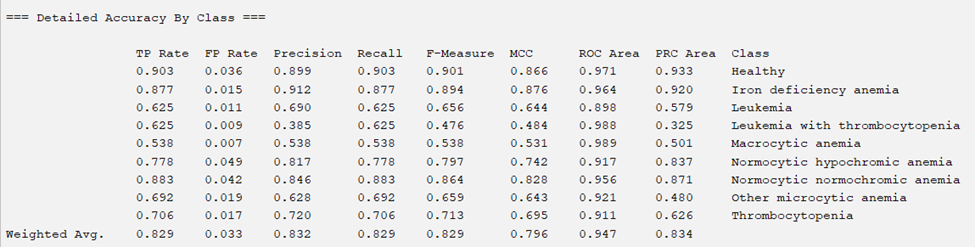 === Detailed Accuracy By Class ===
TP Rate FP Rate Precision Recall F-Measure MCC ROC Area PRC Area Class
0.903 0.036 0.899 0.903 0.901 0.866 0.971 0.933 Healthy
0.877 0.015 0.912 0.877 0.894 0.876 0.964 0.920 Iron deficiency anemia
0.625 0.011 0.690 0.625 0.656 0.644 0.898 0.579 Leukemia
0.625 0.009 0.385 0.625 0.476 0.484 0.988 0.325 Leukemia with thrombocytopenia
0.538 0.007 0.538 0.538 0.538 0.531 0.989 0.501 Macrocytic anemia
0.778 0.049 0.817 0.778 0.797 0.742 0.917 0.837 Normocytic hypochromic anemia
0.883 0.042 0.846 0.883 0.864 0.828 0.956 0.871 Normocytic normochromic anemia
0.692 0.019 0.628 0.692 0.659 0.643 0.921 0.480 Other microcytic anemia
0.706 0.017 0.720 0.706 0.713 0.695 0.911 0.626 Thrombocytopenia
Weighted Avg. 0.829 0.033 0.832 0.829 0.829 0.796 0.947 0.834